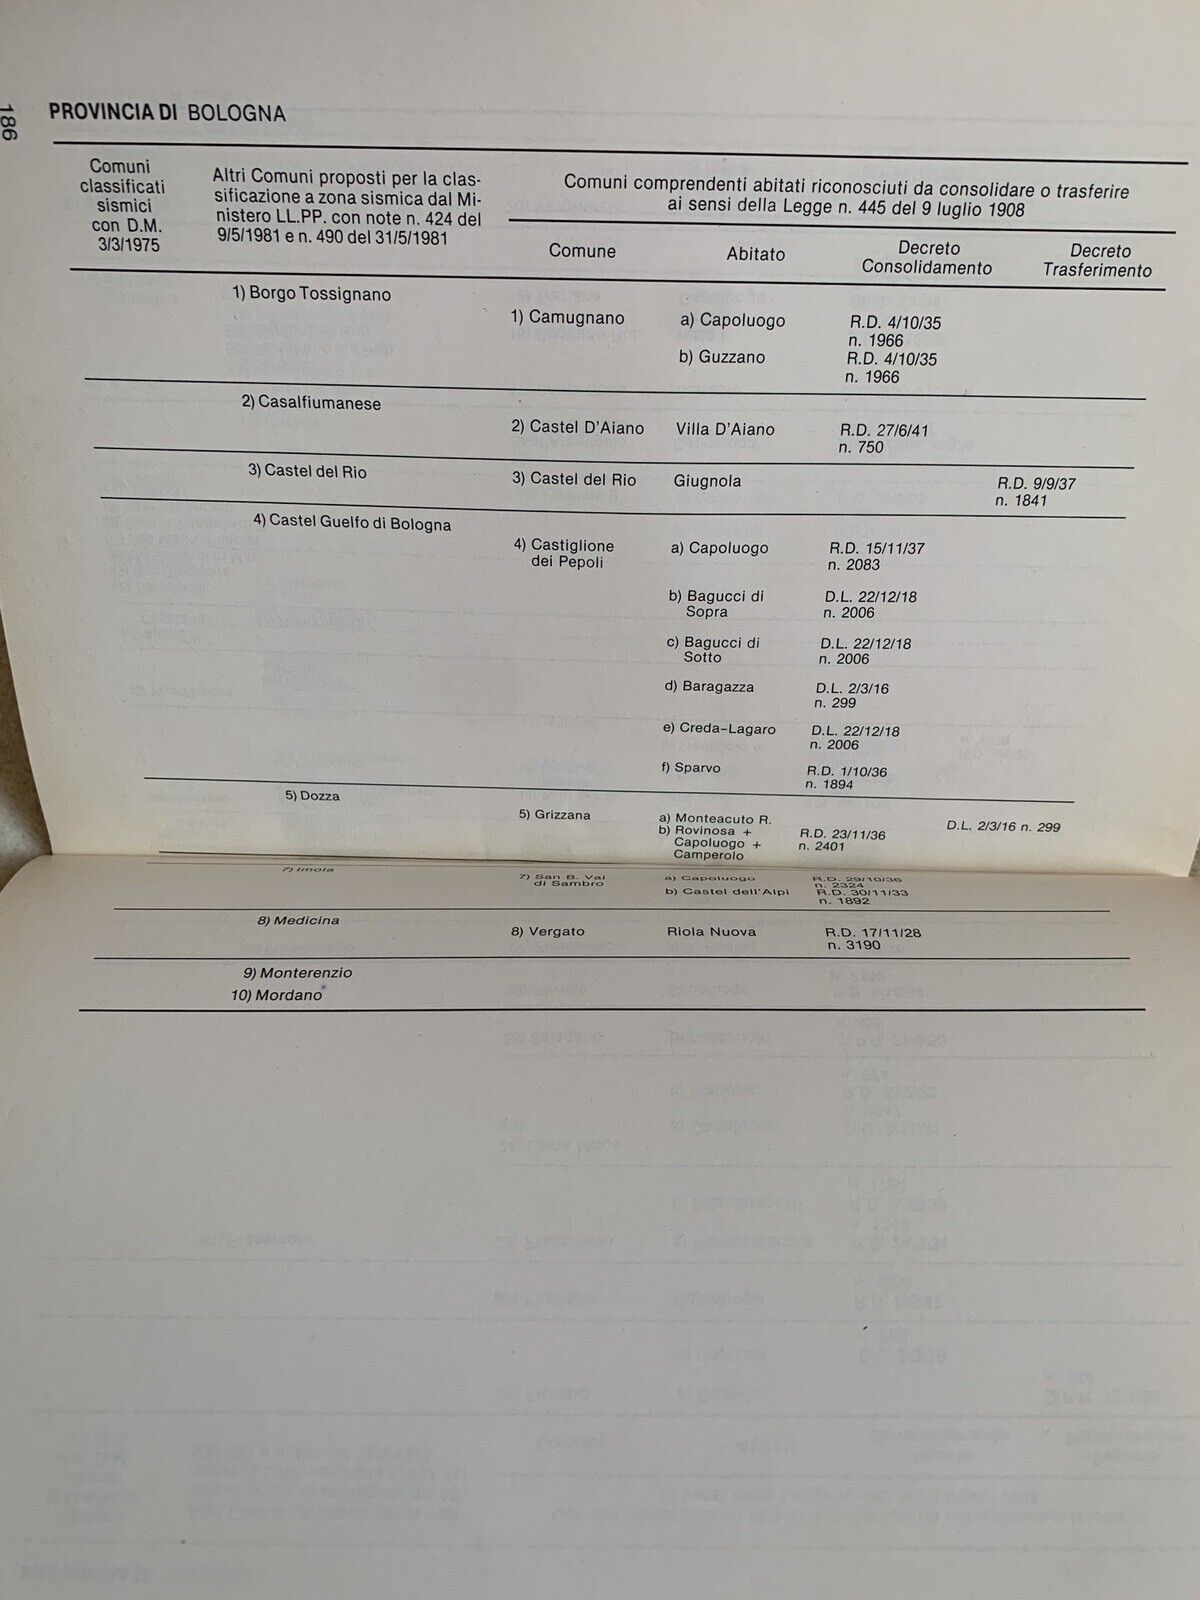 186
PROVINCIA DI BOLOGNA
Comuni
classificati
sismici
con D.M.
3/3/1975
Altri Comuni proposti per la clas-
sificazione a zona sismica dal Mi-
nistero LL.PP. con note n. 424 del
9/5/1981 e n. 490 del 31/5/1981
Comuni comprendenti abitati riconosciuti da consolidare o trasferire
ai sensi della Legge n. 445 del 9 luglio 1908
Comune
Abitato
Decreto
Consolidamento
Decreto
Trasferimento
1) Borgo Tossignano
1) Camugnano
a) Capoluogo
R.D. 4/10/35
n. 1966
b) Guzzano
R.D. 4/10/35
n. 1966
2) Casalfiumanese
2) Castel D'Aiano
Villa D'Aiano
R.D. 27/6/41
n. 750
3) Castel del Rio
3) Castel del Rio
Giugnola
R.D. 9/9/37
n. 1841
4) Castel Guelfo di Bologna
4) Castiglione
dei Pepoli
a) Capoluogo
R.D. 15/11/37
n. 2083
b) Bagucci di
Sopra
D.L. 22/12/18
n. 2006
c) Bagucci di
Sotto
D.L. 22/12/18
n. 2006
d) Baragazza
D.L. 2/3/16
n. 299
e) Creda-Lagaro
D.L. 22/12/18
n. 2006
f) Sparvo
R.D. 1/10/36
n. 1894
5) Dozza
5) Grizzana
a) Monteacuto R.
D.L. 2/3/16 n. 299
b) Rovinosa +
Capoluogo +
Camperolo
R.D. 23/11/36
n. 2401
7) Imola
7) San B. Val
di Sambro
a) Capoluogo
R.D. 29/10/36
n. 2324
b) Castel dell'Alpi
R.D. 30/11/33
n. 1892
8) Medicina
8) Vergato
Riola Nuova
R.D. 17/11/28
n. 3190
9) Monterenzio
10) Mordano